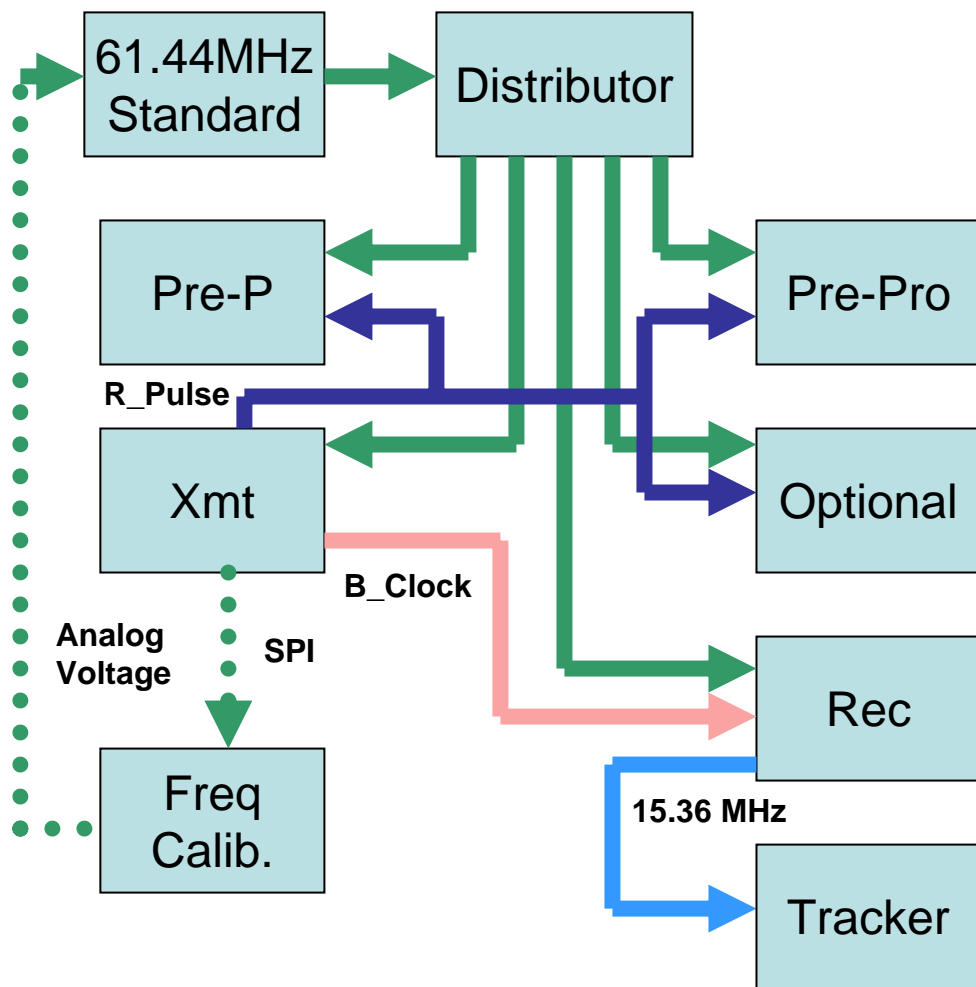 61.44MHz
Standard
Distributor
Pre-P
Pre-Pro
R_Pulse
Xmt
Optional
B_Clock
Analog
Voltage
SPI
Rec
Freq
Calib.
15.36 MHz
Tracker